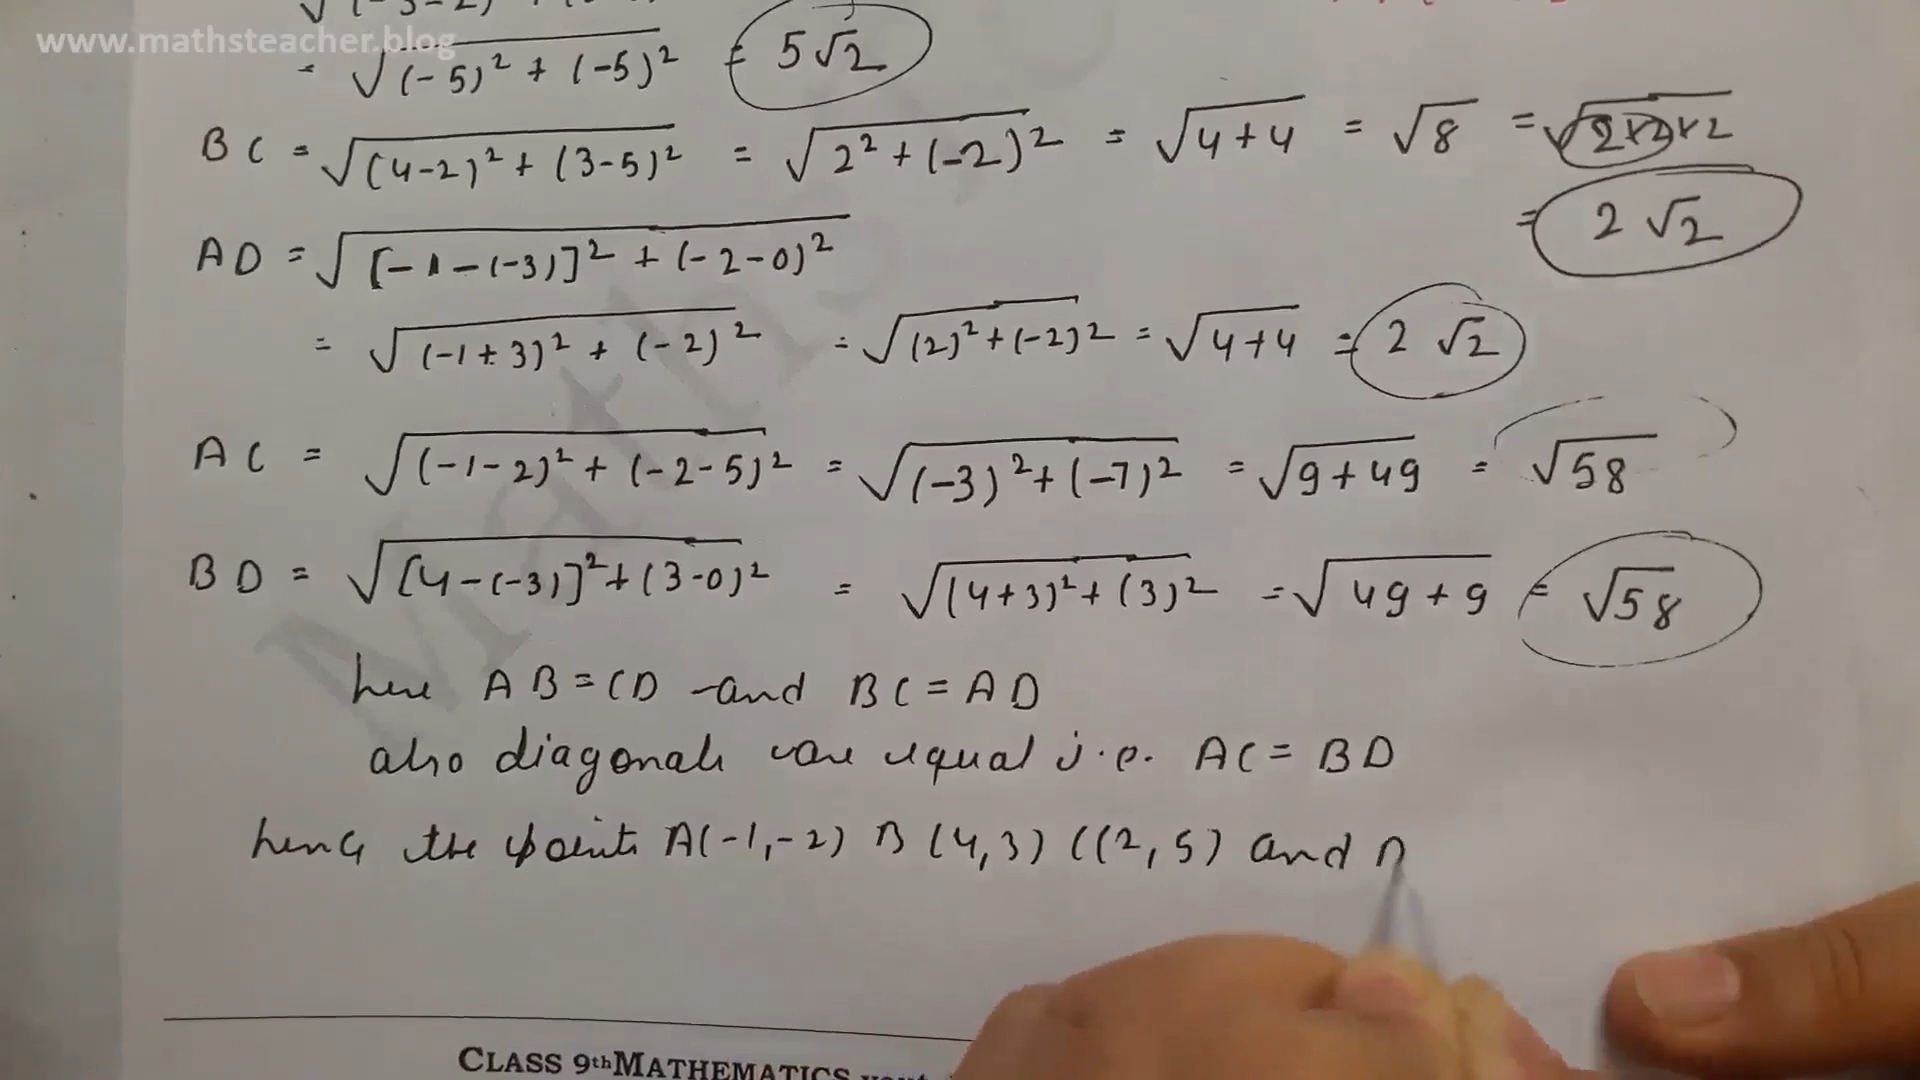 www.mathsteacher.blog
= √(-5)² + (-5)² = 5√2
BC = √(4-2)² + (3-5)² = √2² + (-2)² = √4+4 = √8 = √2×2×2
= 2√2
AD = √[-1-(-3)]² + (-2-0)²
= √(-1+3)² + (-2)² = √(2)² + (-2)² = √4+4 = 2√2
AC = √(-1-2)² + (-2-5)² = √(-3)² + (-7)² = √9+49 = √58
BD = √[4-(-3)]² + (3-0)² = √(4+3)² + (3)² = √49+9 = √58
here AB = CD and BC = AD
also diagonals are equal i.e. AC = BD
hence the points A(-1,-2) B(4,3) C(2,5) and
CLASS 9th MATHEMATICS